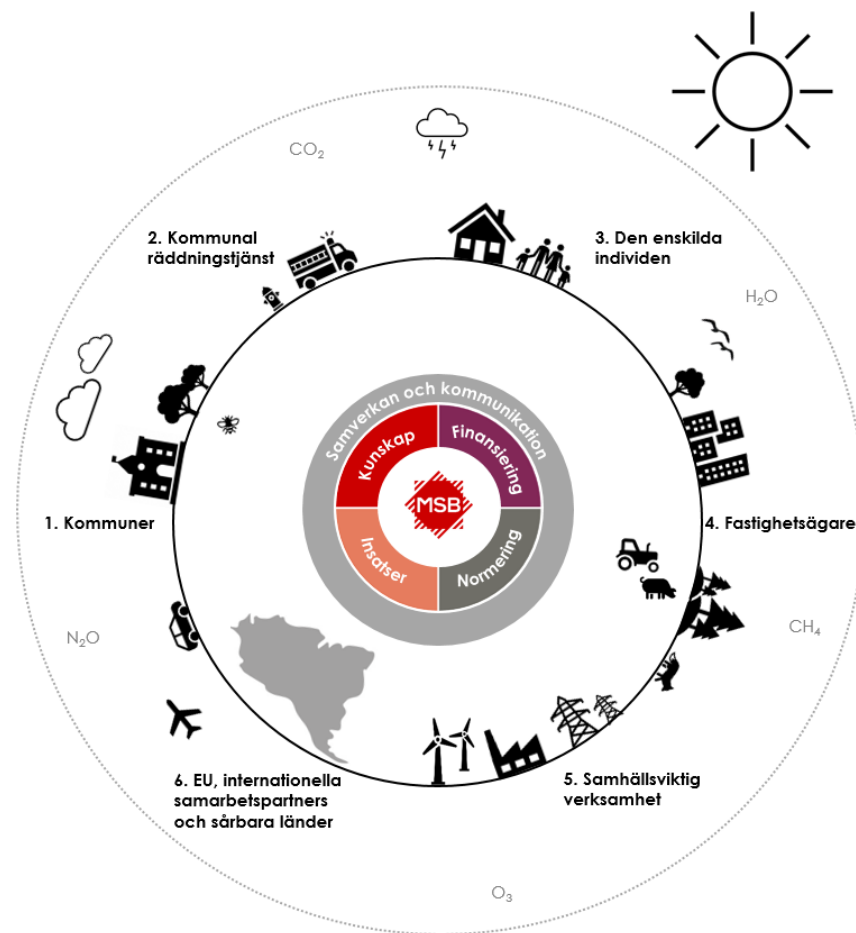 CO₂
2. Kommunal
räddningstjänst
3. Den enskilda
individen
H₂O
Samverkan och kommunikation
Kunskap
Finansiering
MSB
1. Kommuner
4. Fastighetsägare
Insatser
Normering
N₂O
CH₄
6. EU, internationella
samarbetspartners
och sårbara länder
5. Samhällsviktig
verksamhet
O₃